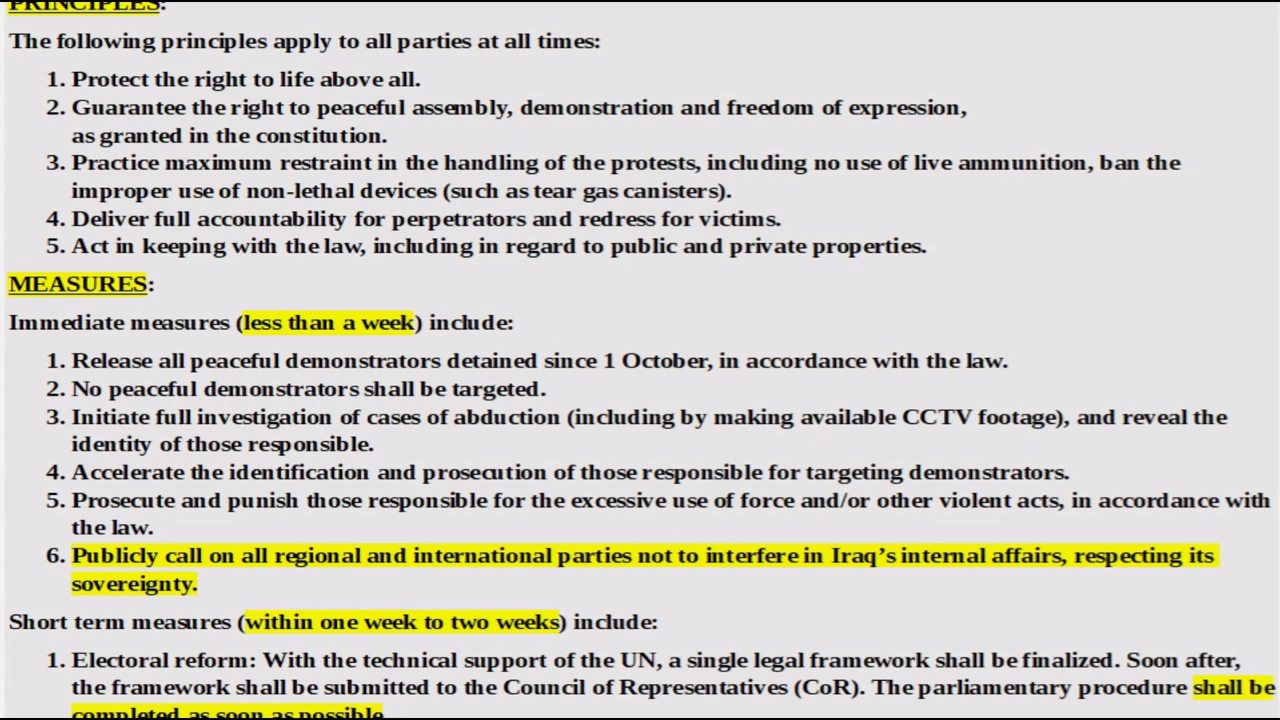 PRINCIPLES:
The following principles apply to all parties at all times:
1. Protect the right to life above all.
2. Guarantee the right to peaceful assembly, demonstration and freedom of expression,
as granted in the constitution.
3. Practice maximum restraint in the handling of the protests, including no use of live ammunition, ban the
improper use of non-lethal devices (such as tear gas canisters).
4. Deliver full accountability for perpetrators and redress for victims.
5. Act in keeping with the law, including in regard to public and private properties.
MEASURES:
Immediate measures (less than a week) include:
1. Release all peaceful demonstrators detained since 1 October, in accordance with the law.
2. No peaceful demonstrators shall be targeted.
3. Initiate full investigation of cases of abduction (including by making available CCTV footage), and reveal the
identity of those responsible.
4. Accelerate the identification and prosecution of those responsible for targeting demonstrators.
5. Prosecute and punish those responsible for the excessive use of force and/or other violent acts, in accordance with
the law.
6. Publicly call on all regional and international parties not to interfere in Iraq’s internal affairs, respecting its
sovereignty.
Short term measures (within one week to two weeks) include:
1. Electoral reform: With the technical support of the UN, a single legal framework shall be finalized. Soon after,
the framework shall be submitted to the Council of Representatives (CoR). The parliamentary procedure shall be
completed as soon as possible